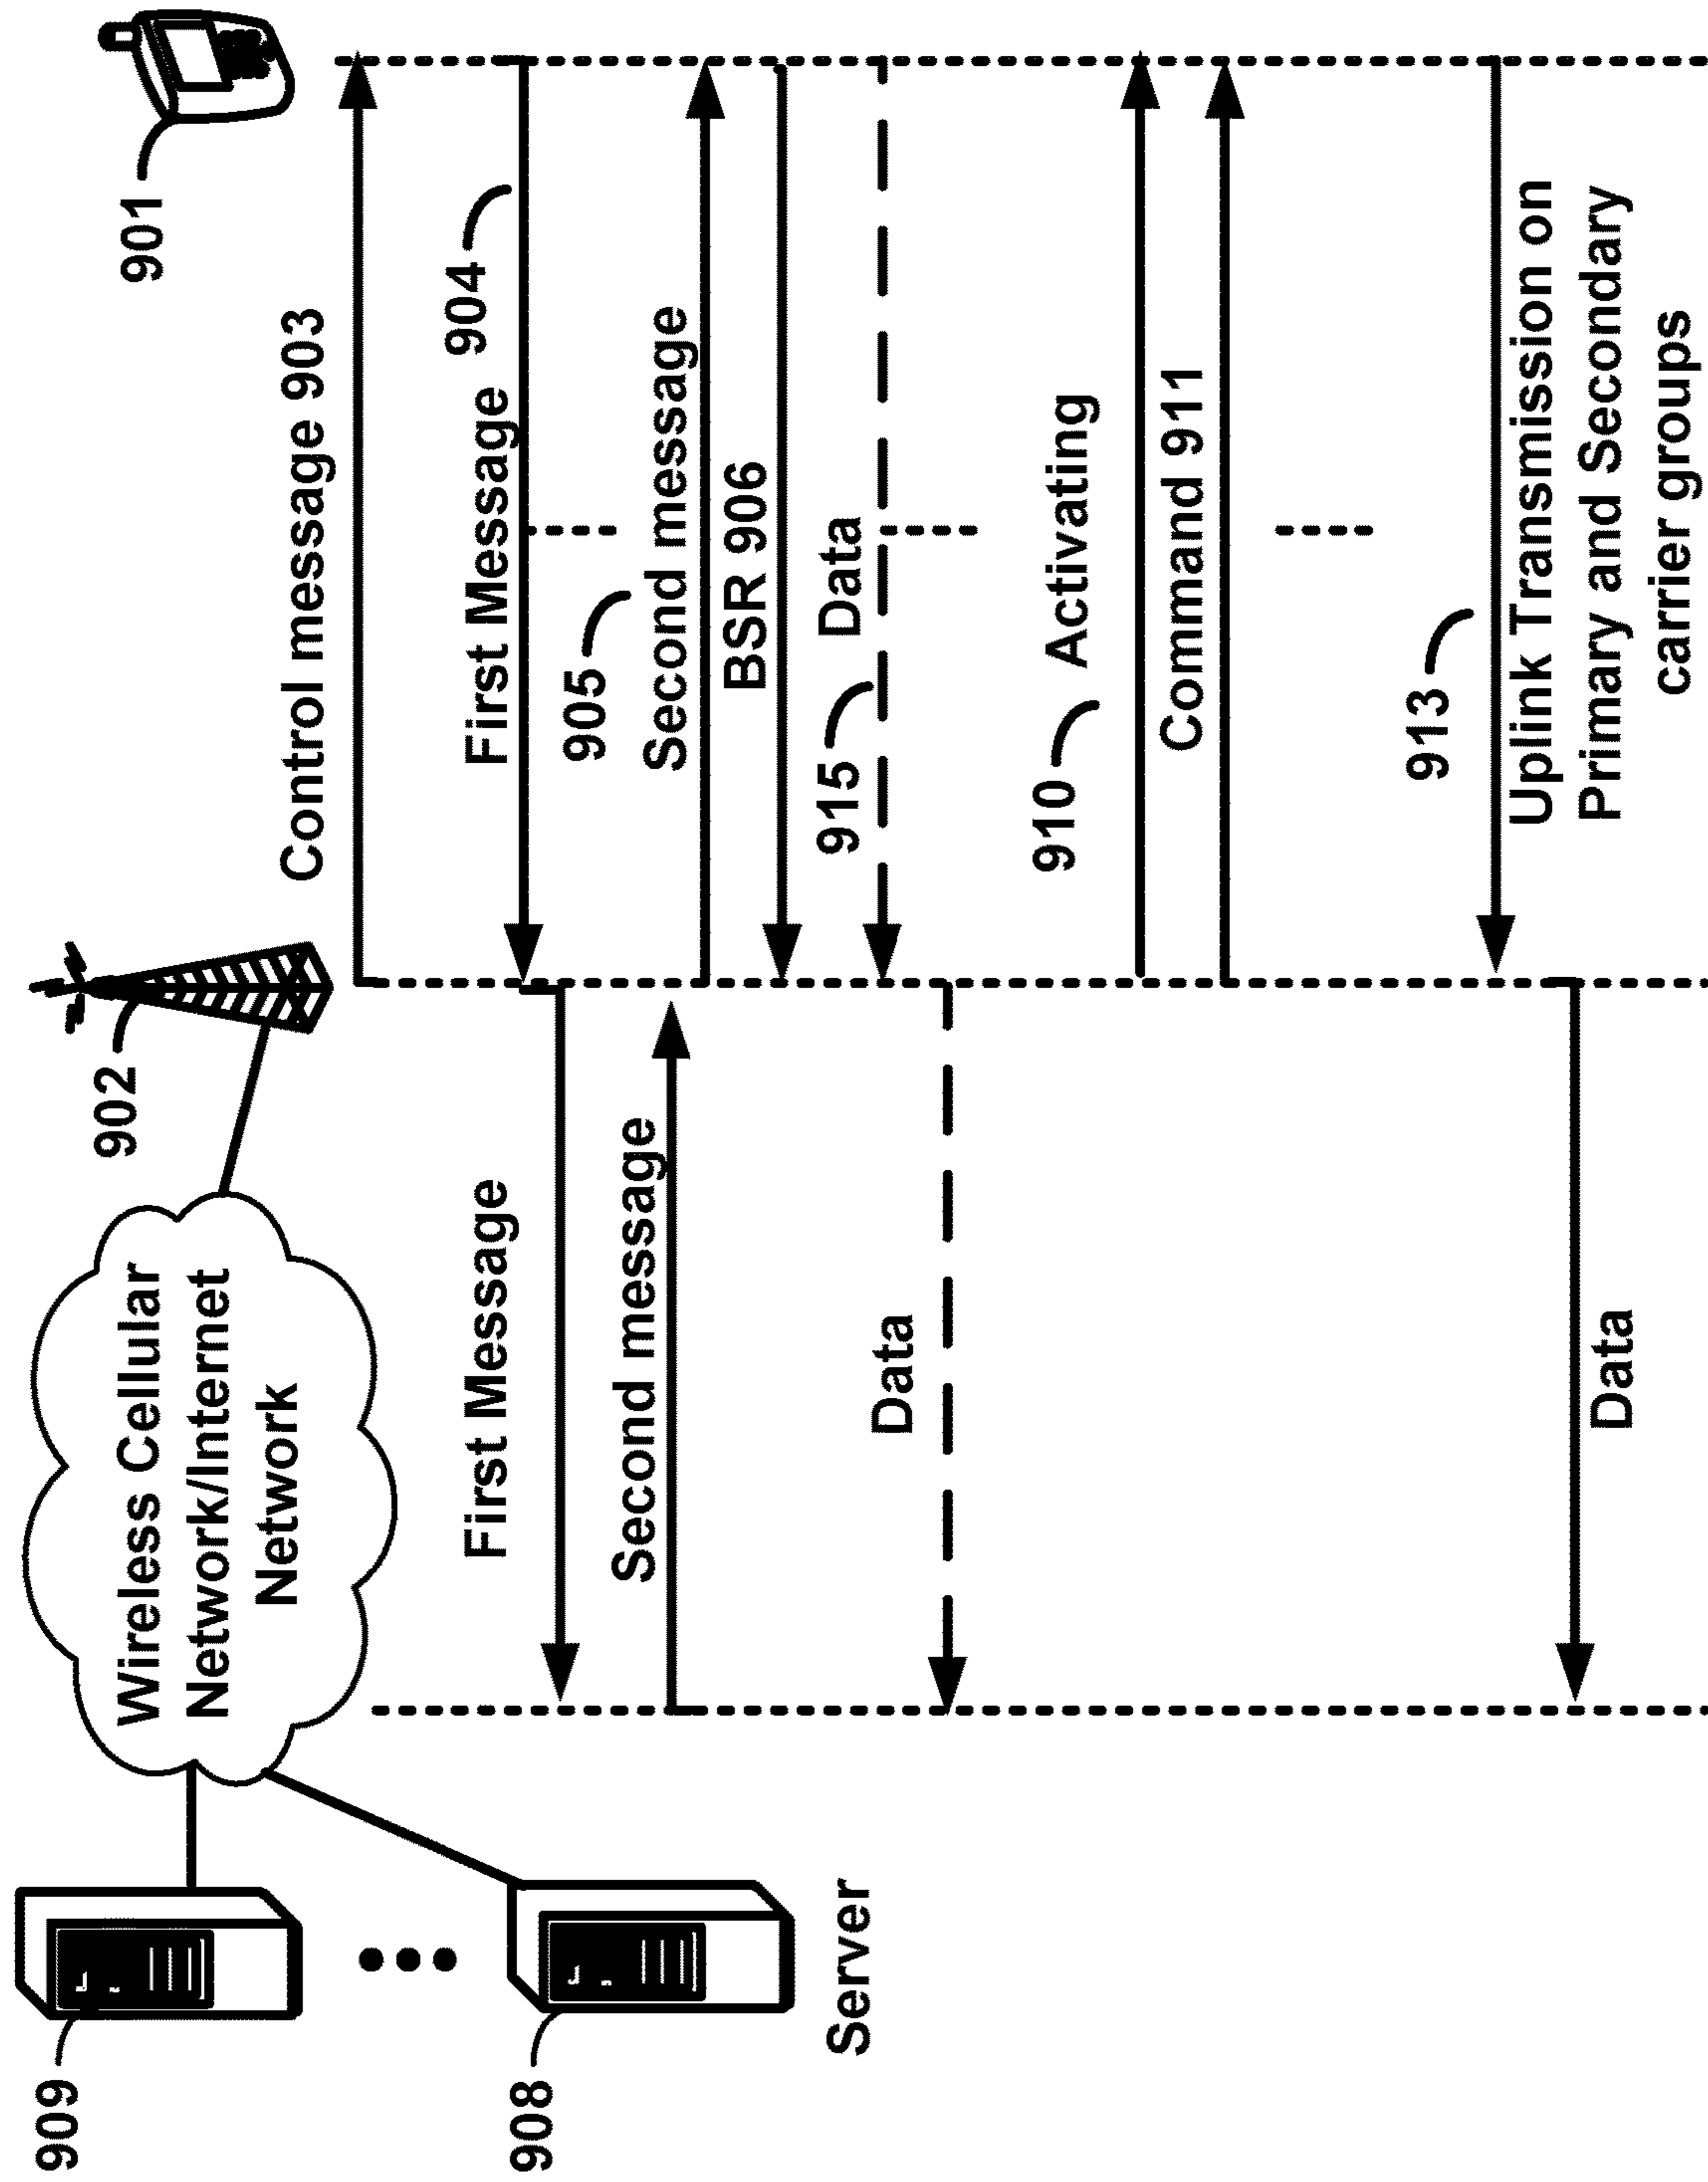 909
Wireless Cellular
Network/Internet
Network
902
901
908
Server
Control message 903
First Message
First Message
904
905
Second message
Second message
BSR 906
915
Data
Data
910
Activating
Command 911
913
Uplink Transmission on
Primary and Secondary
carrier groups
Data